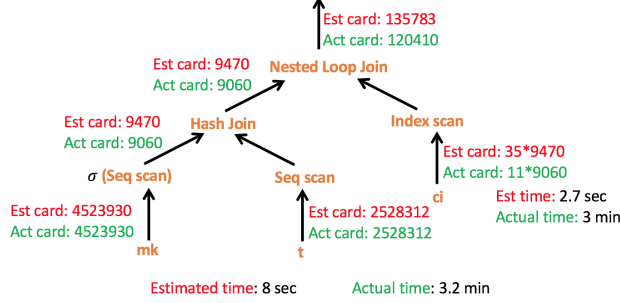 Est card: 135783
Act card: 120410
Nested Loop Join
Est card: 9470
Act card: 9060
Est card: 9470
Act card: 9060
Hash Join
Index scan
Est card: 35*9470
Act card: 11*9060
σ (Seq scan)
Seq scan
ci
Est time: 2.7 sec
Actual time: 3 min
Est card: 4523930
Act card: 4523930
Est card: 2528312
Act card: 2528312
mk
t
Estimated time: 8 sec
Actual time: 3.2 min